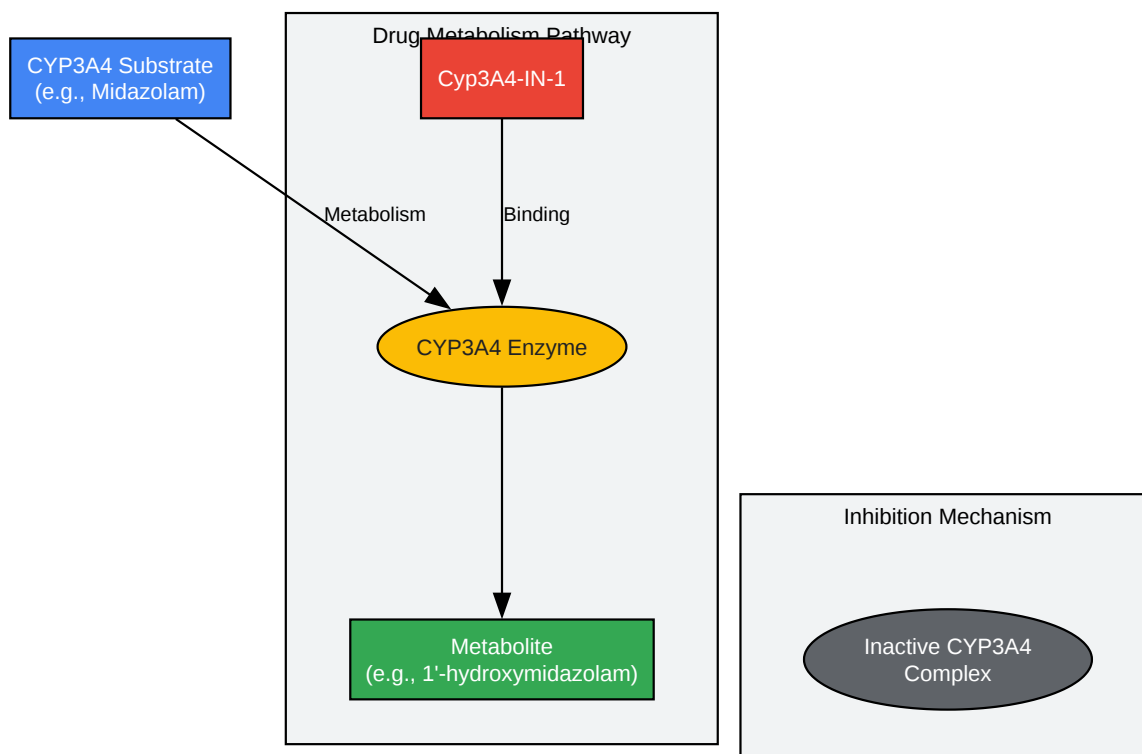 Drug Metabolism Pathway
CYP3A4 Substrate
(e.g., Midazolam)
Cyp3A4-IN-1
Metabolism
Binding
CYP3A4 Enzyme
Inhibition Mechanism
Metabolite
(e.g., 1'-hydroxymidazolam)
Inactive CYP3A4
Complex